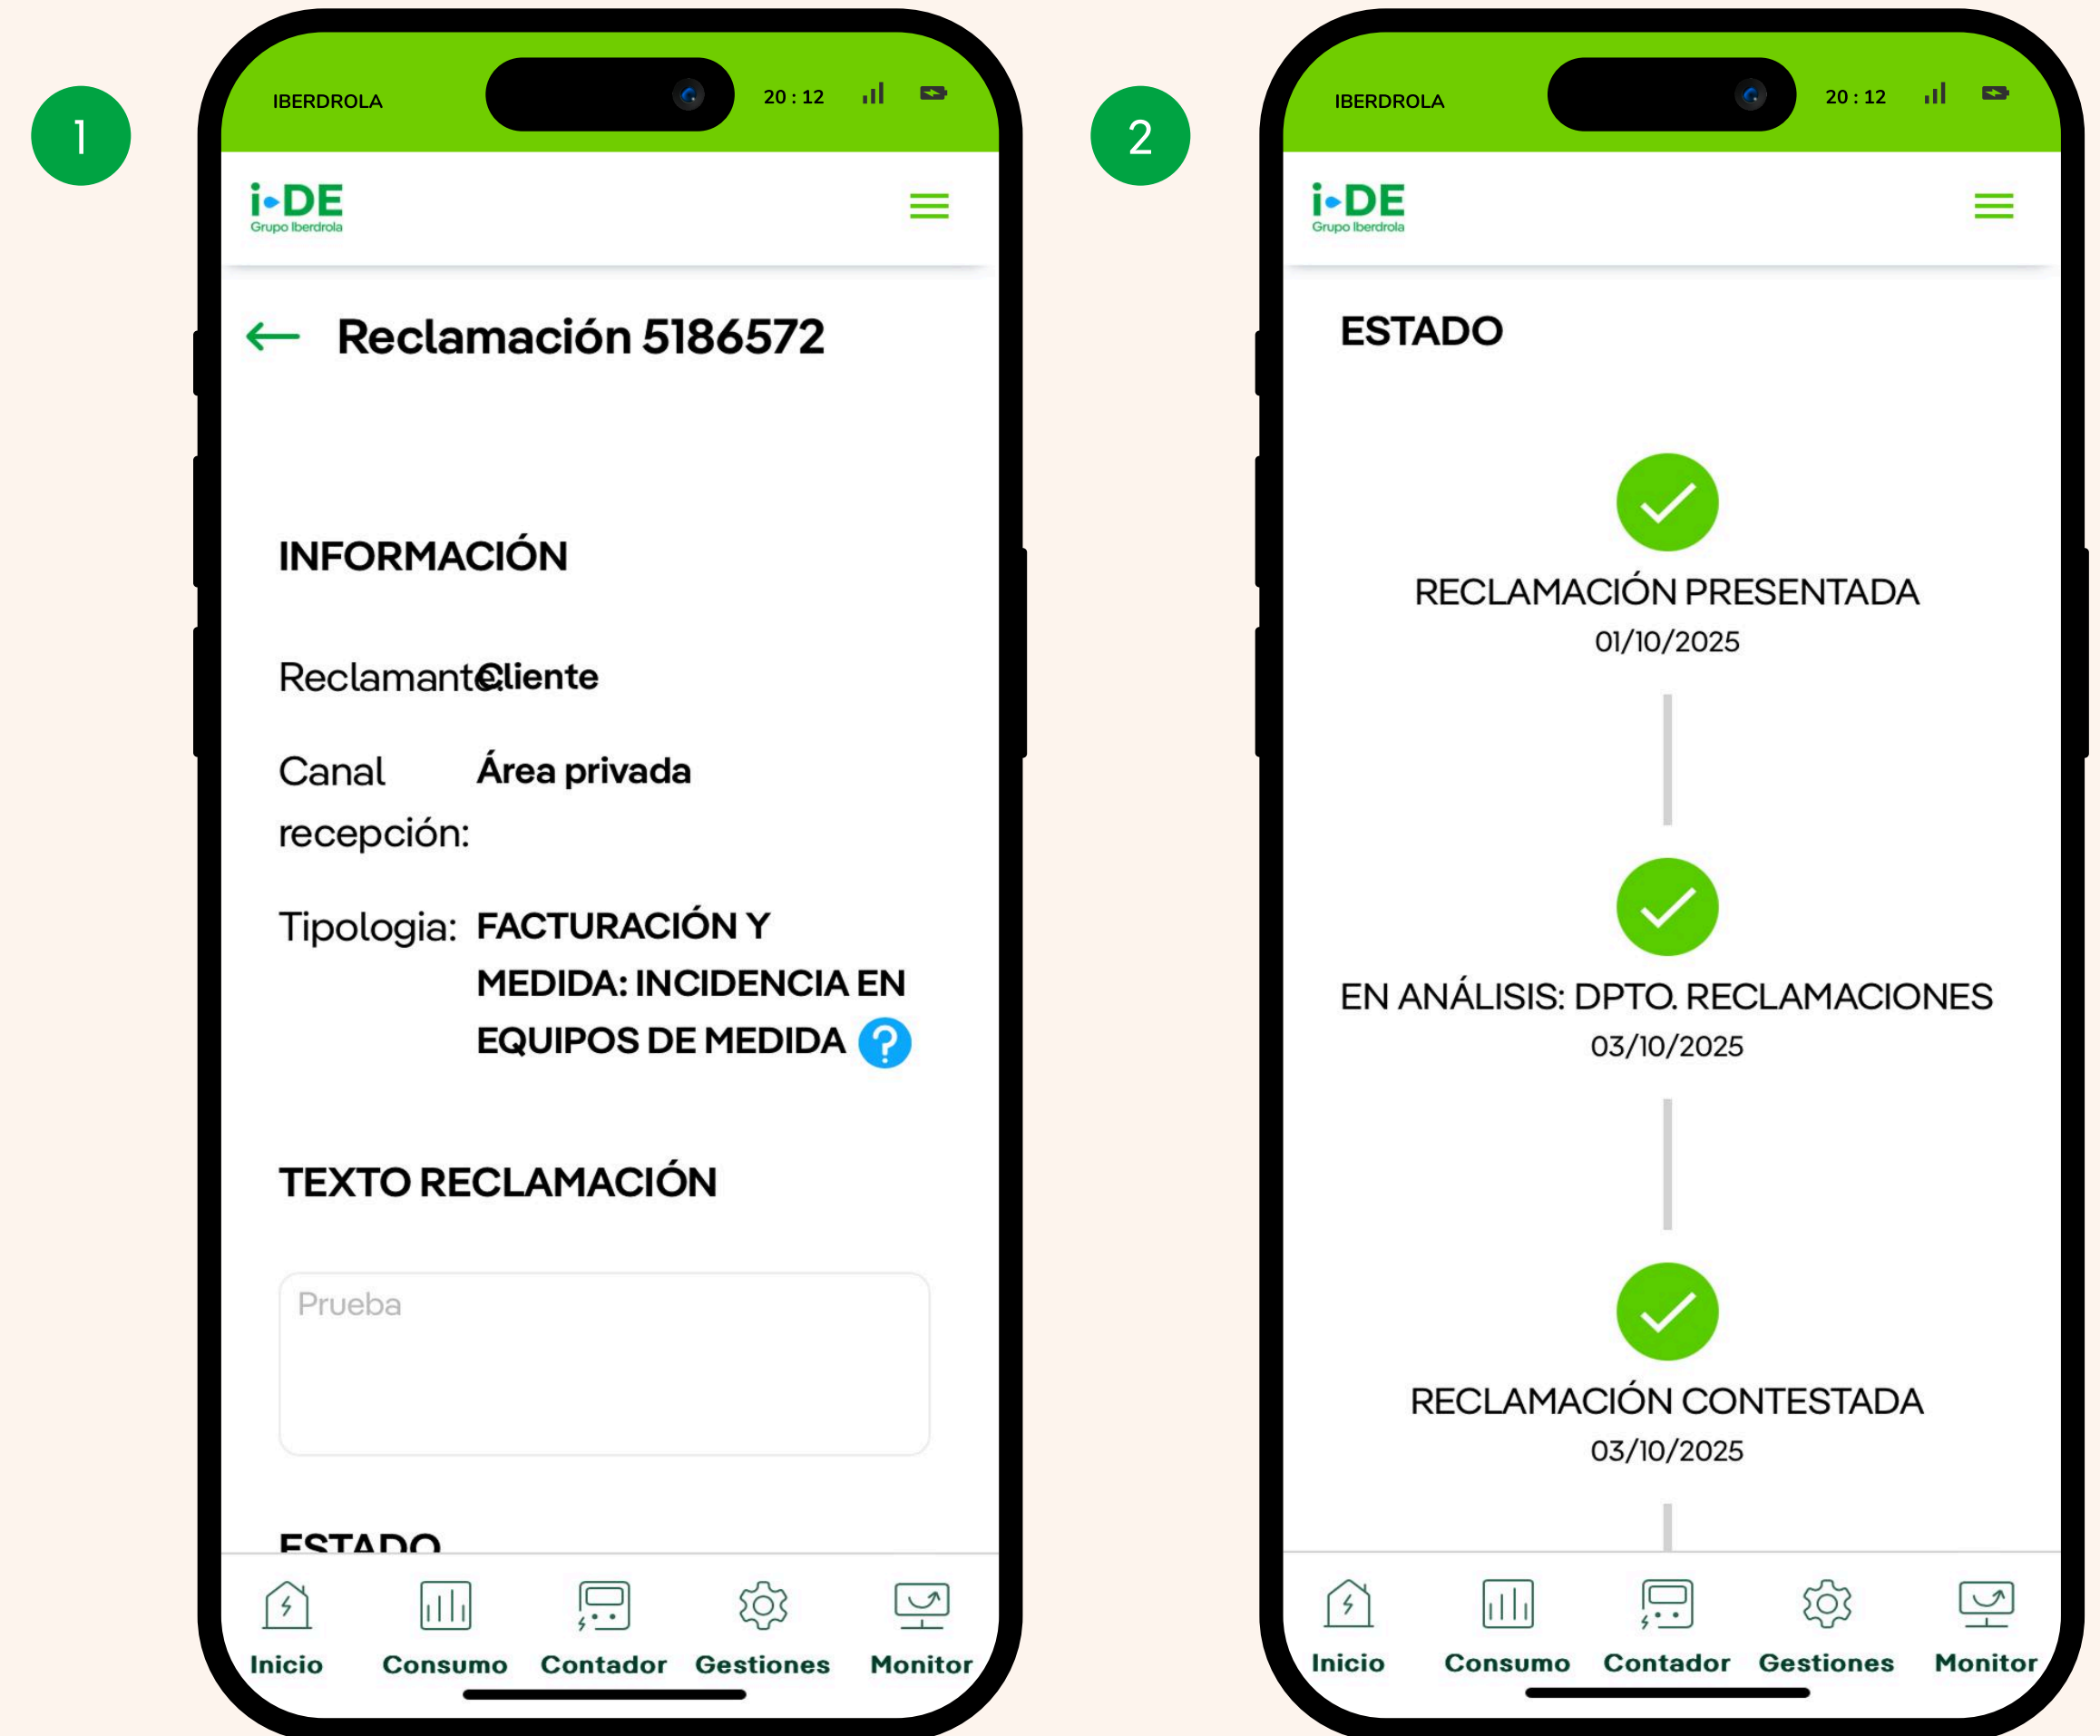 1
IBERDROLA
20 : 12
i-DE
Grupo Iberdrola
Reclamación 5186572
INFORMACIÓN
Reclamante: Cliente
Canal Área privada
recepción:
Tipologia: FACTURACIÓN Y
MEDIDA: INCIDENCIA EN
EQUIPOS DE MEDIDA ?
TEXTO RECLAMACIÓN
Prueba
ESTADO
Inicio Consumo Contador Gestiones Monitor
2
IBERDROLA
20 : 12
i-DE
Grupo Iberdrola
ESTADO
RECLAMACIÓN PRESENTADA
01/10/2025
EN ANÁLISIS: DPTO. RECLAMACIONES
03/10/2025
RECLAMACIÓN CONTESTADA
03/10/2025
Inicio Consumo Contador Gestiones Monitor